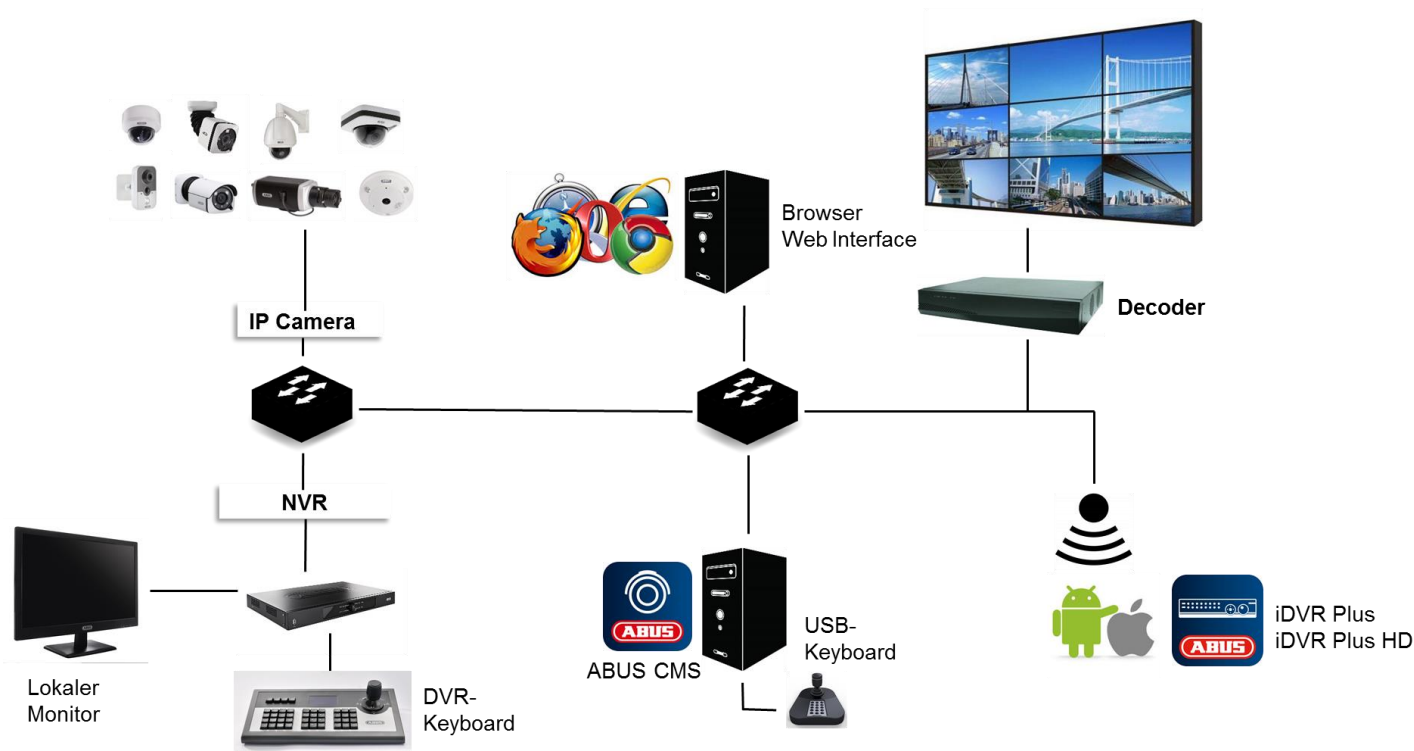 Browser
Web Interface
IP Camera
Decoder
NVR
Lokaler
Monitor
DVR-
Keyboard
ABUS
ABUS CMS
USB-
Keyboard
ABUS
iDVR Plus
iDVR Plus HD